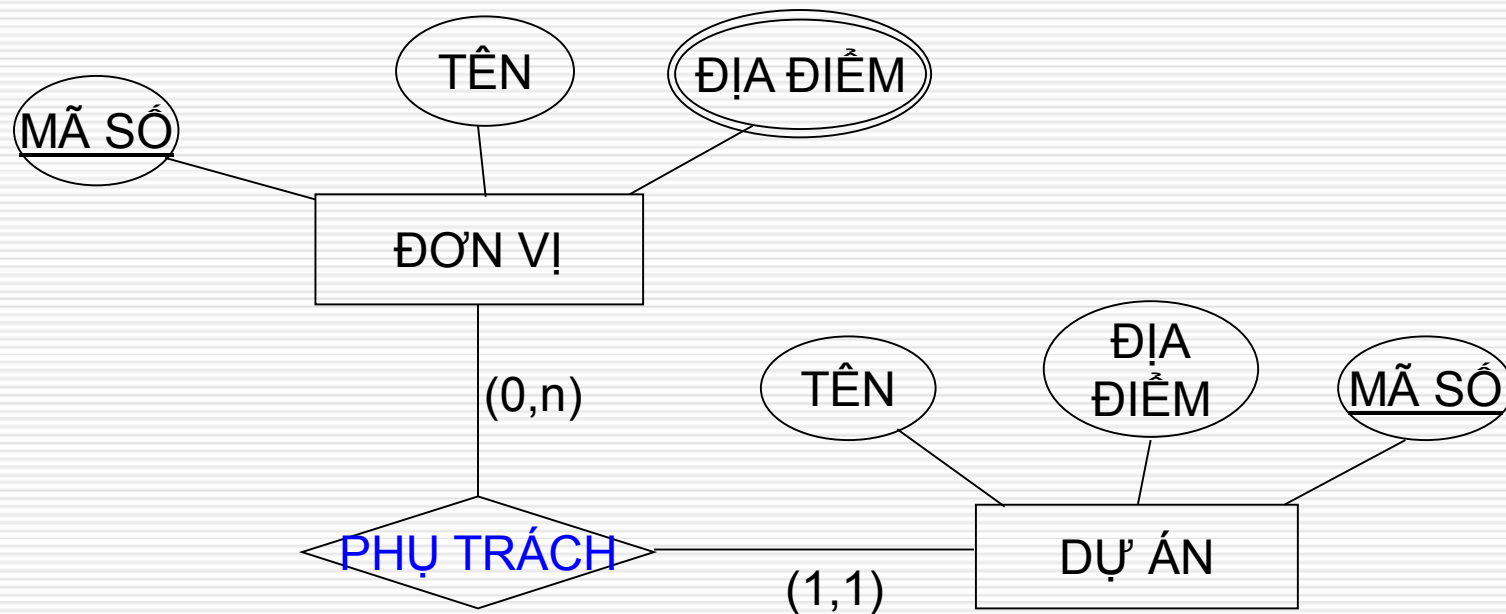 TÊN
ĐỊA ĐIỂM
MÃ SỐ
ĐƠN VỊ
(0,n)
TÊN
ĐỊA
ĐIỂM
MÃ SỐ
PHỤ TRÁCH
(1,1)
DỰ ÁN